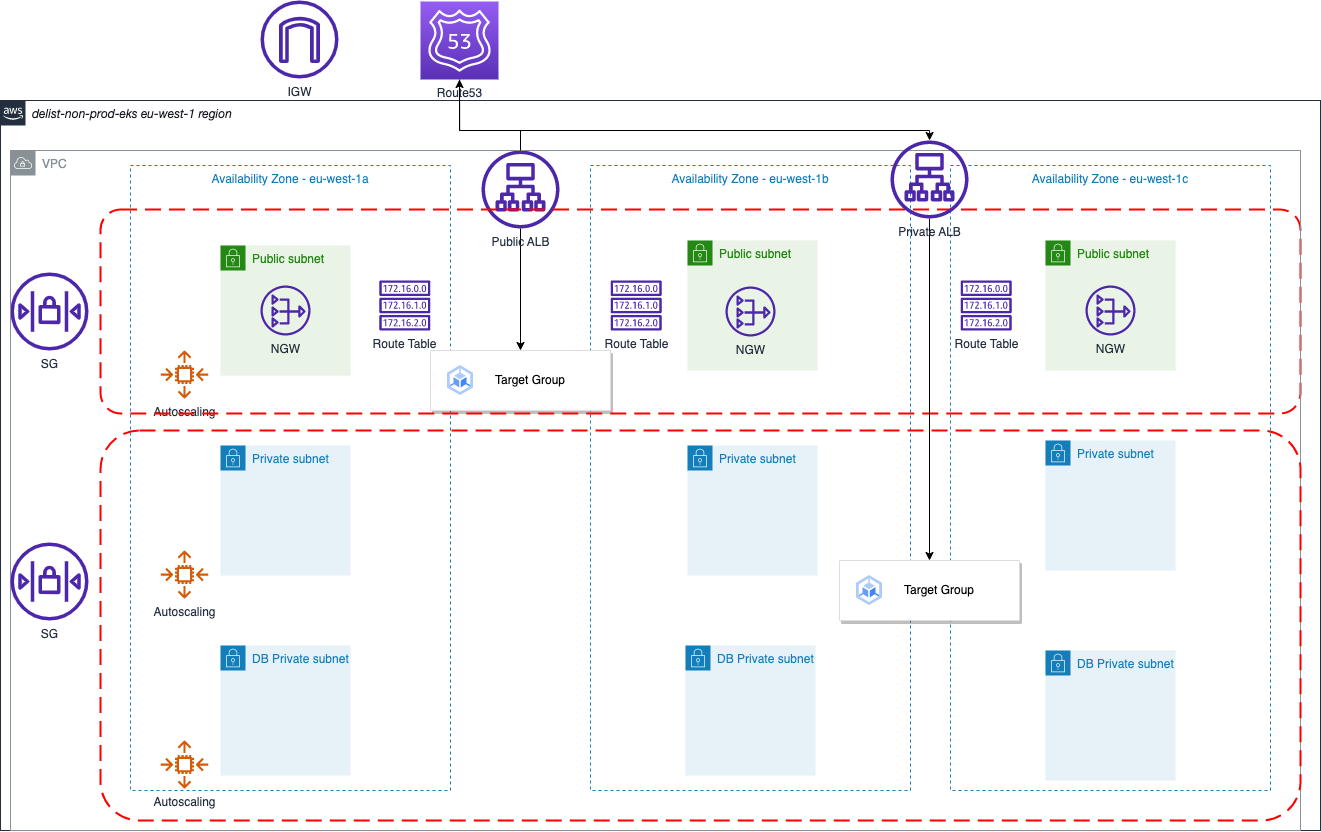 53
IGW
Route53
aws
delist-non-prod-eks eu-west-1 region
VPC
Availability Zone - eu-west-1a
Availability Zone - eu-west-1b
Availability Zone - eu-west-1c
Public ALB
Private ALB
Public subnet
Public subnet
Public subnet
172.16.0.0
172.16.1.0
172.16.2.0
172.16.0.0
172.16.1.0
172.16.2.0
172.16.0.0
172.16.1.0
172.16.2.0
NGW
Route Table
Route Table
NGW
Route Table
NGW
SG
Target Group
Autoscaling
Private subnet
Private subnet
Private subnet
Target Group
Autoscaling
SG
DB Private subnet
DB Private subnet
DB Private subnet
Autoscaling